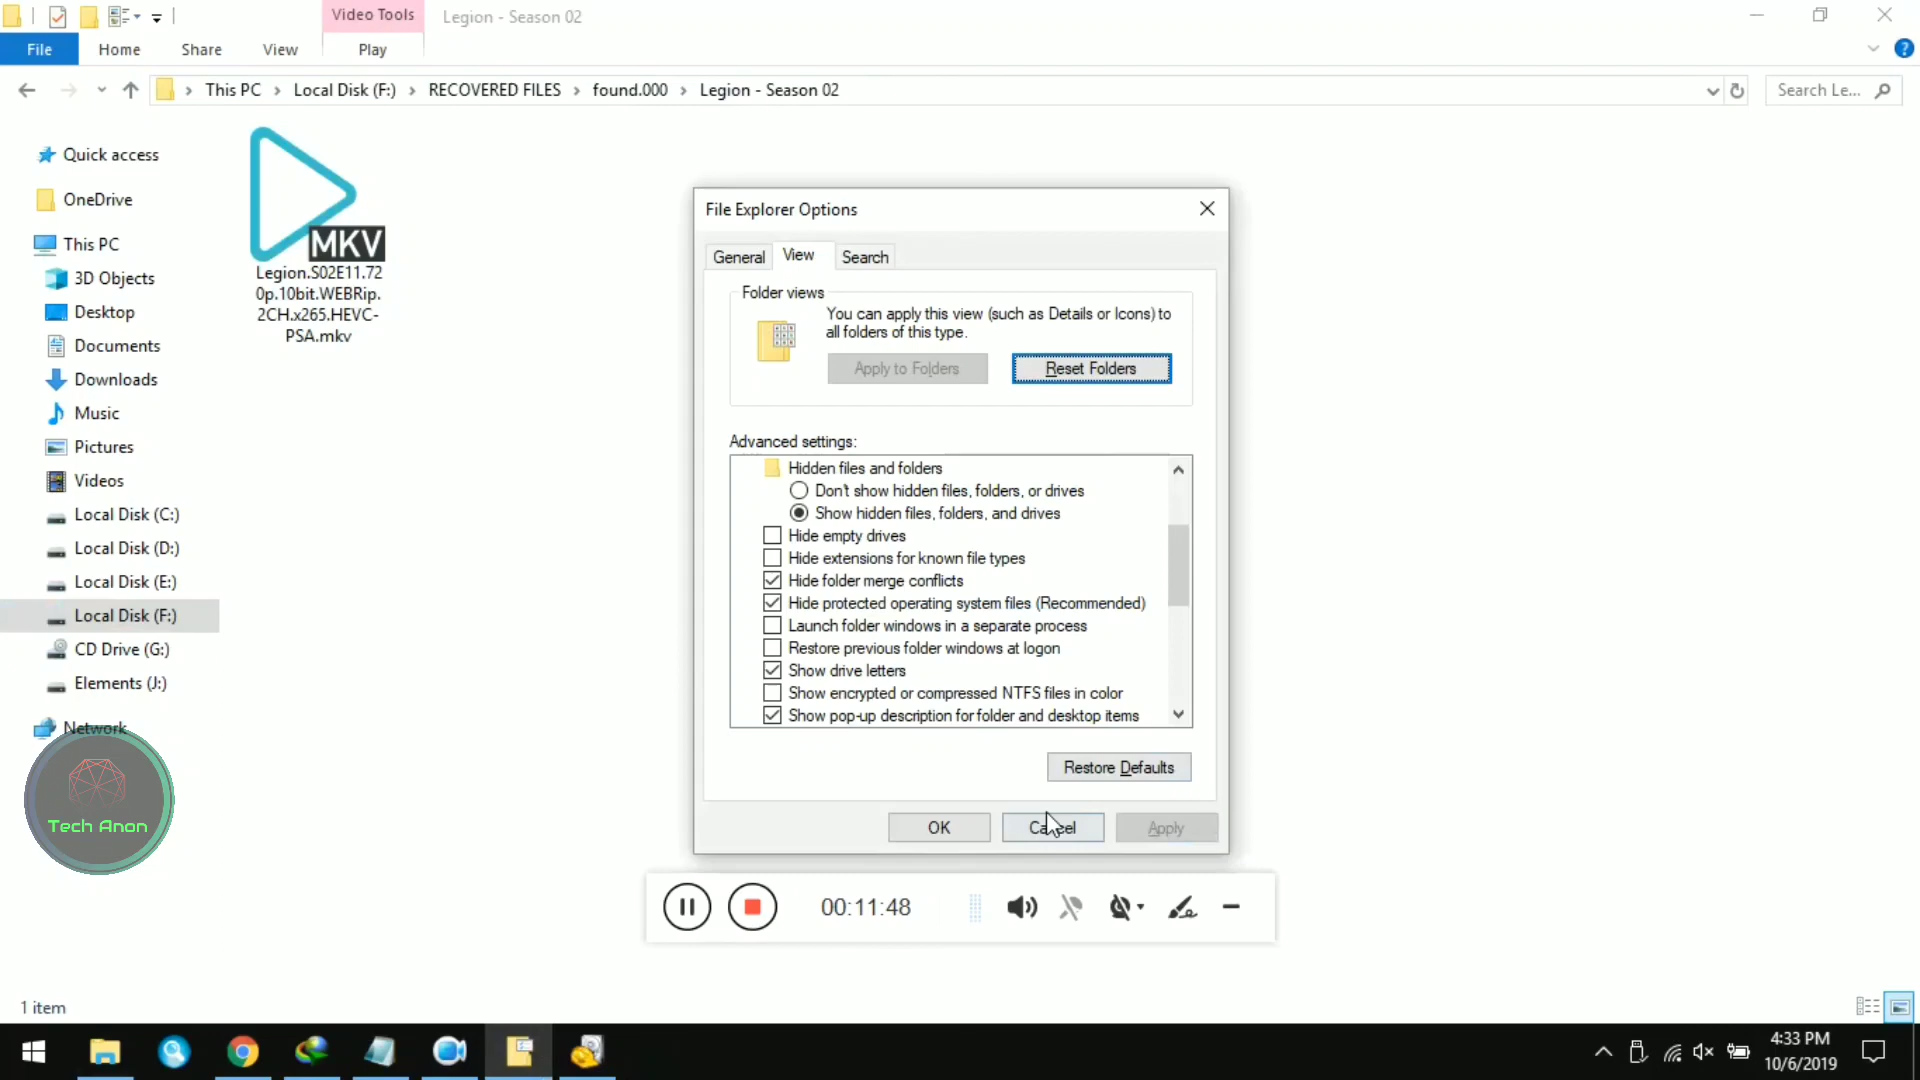 Video Tools
Legion - Season 02
File
Home
Share
View
Play
This PC
Local Disk (F:)
RECOVERED FILES
found.000
Legion - Season 02
Search Le...
Quick access
OneDrive
This PC
3D Objects
Desktop
Documents
Downloads
Music
Pictures
Videos
Local Disk (C:)
Local Disk (D:)
Local Disk (E:)
Local Disk (F:)
CD Drive (G:)
Elements (J:)
Network
Tech Anon
MKV
Legion.S02E11.72
0p.10bit.WEBRip.
2CH.x265.HEVC-
PSA.mkv
File Explorer Options
General
View
Search
Folder views
You can apply this view (such as Details or Icons) to
all folders of this type.
Apply to Folders
Reset Folders
Advanced settings:
Hidden files and folders
Don't show hidden files, folders, or drives
Show hidden files, folders, and drives
Hide empty drives
Hide extensions for known file types
Hide folder merge conflicts
Hide protected operating system files (Recommended)
Launch folder windows in a separate process
Restore previous folder windows at logon
Show drive letters
Show encrypted or compressed NTFS files in color
Show pop-up description for folder and desktop items
Restore Defaults
OK
Cancel
Apply
00:11:48
1 item
4:33 PM
10/6/2019